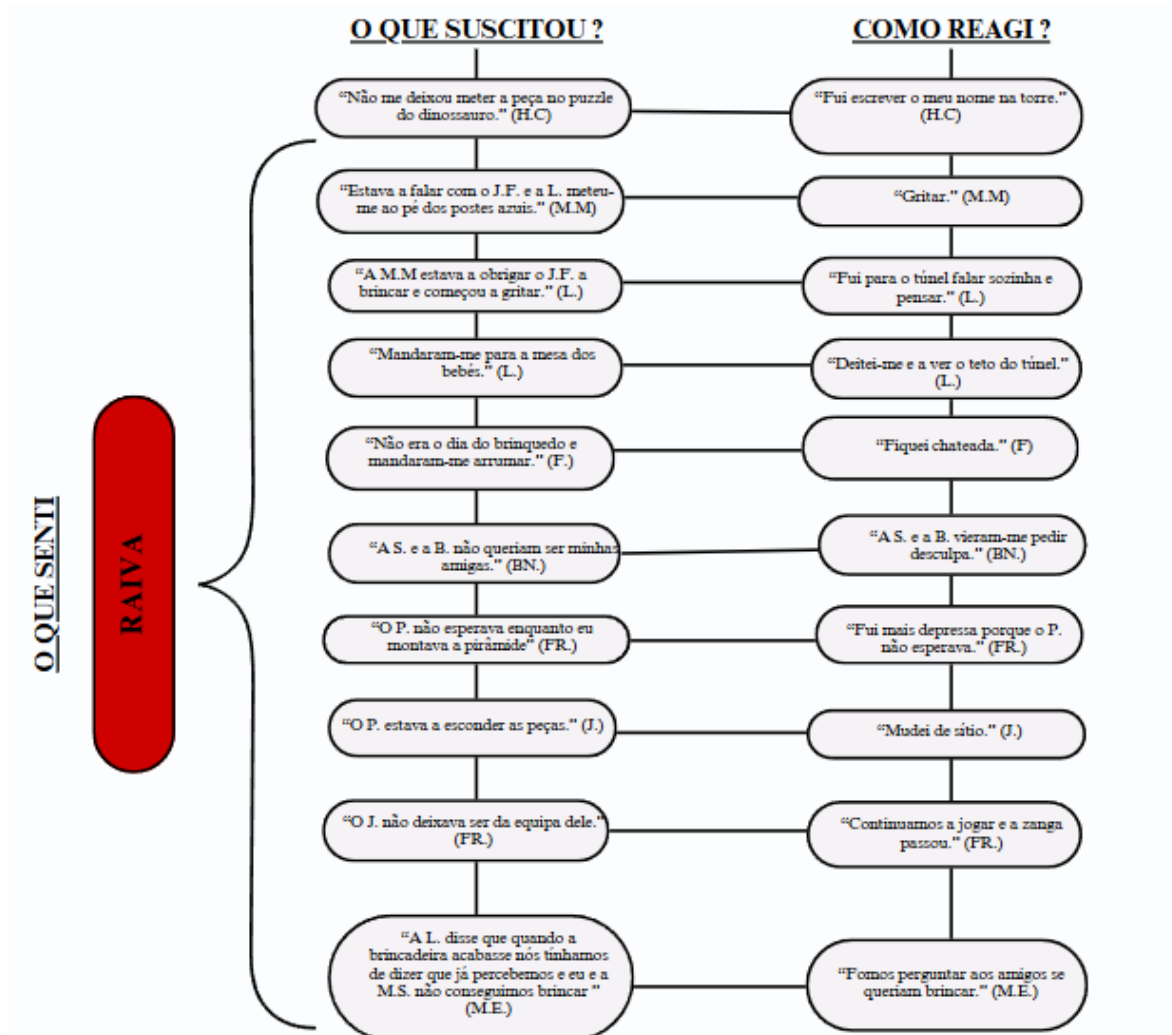 O QUE SUSCITOU ?
COMO REAGI ?
“Não me deixou meter a peça no puzzle
do dinossauro.” (H.C)
“Fui escrever o meu nome na torre.”
(H.C)
“Estava a falar com o J.F. e a L. meteu-
me ao pé dos postes azuis.” (M.M)
“Gritar.” (M.M)
“A M.M estava a obrigar o J.F. a
brincar e começou a gritar.” (L.)
“Fui para o túnel falar sozinha e
pensar.” (L.)
“Mandaram-me para a mesa dos
bebés.” (L.)
“Deitei-me e a ver o teto do túnel.”
(L.)
“Não era o dia do brinquedo e
mandaram-me arrumar.” (F.)
“Fiquei chateada.” (F)
“A S. e a B. não queriam ser minhas
amigas.” (BN.)
“A S. e a B. vieram-me pedir
desculpa.” (BN.)
“O P. não esperava enquanto eu
montava a pirâmide” (FR.)
“Fui mais depressa porque o P.
não esperava.” (FR.)
“O P. estava a esconder as peças.” (J.)
“Mudei de sítio.” (J.)
“O J. não deixava ser da equipa dele.”
(FR.)
“Continuamos a jogar e a zanga
passou.” (FR.)
“A L. disse que quando a
brincadeira acabasse nós tínhamos
de dizer que já percebemos e eu e a
M.S. não conseguimos brincar ”
(M.E.)
“Fomos perguntar aos amigos se
queriam brincar.” (M.E.)
O QUE SENTI
RAIVA